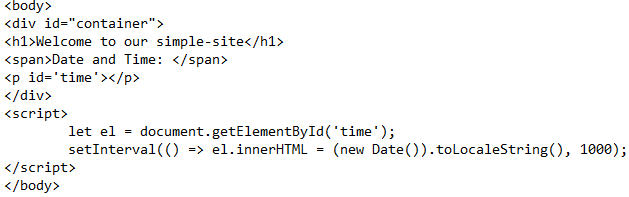 <body>
<div id="container">
<h1>Welcome to our simple-site</h1>
<span>Date and Time: </span>
<p id='time'></p>
</div>
<script>
        let el = document.getElementById('time');
        setInterval(() => el.innerHTML = (new Date()).toLocaleString(), 1000);
</script>
</body>